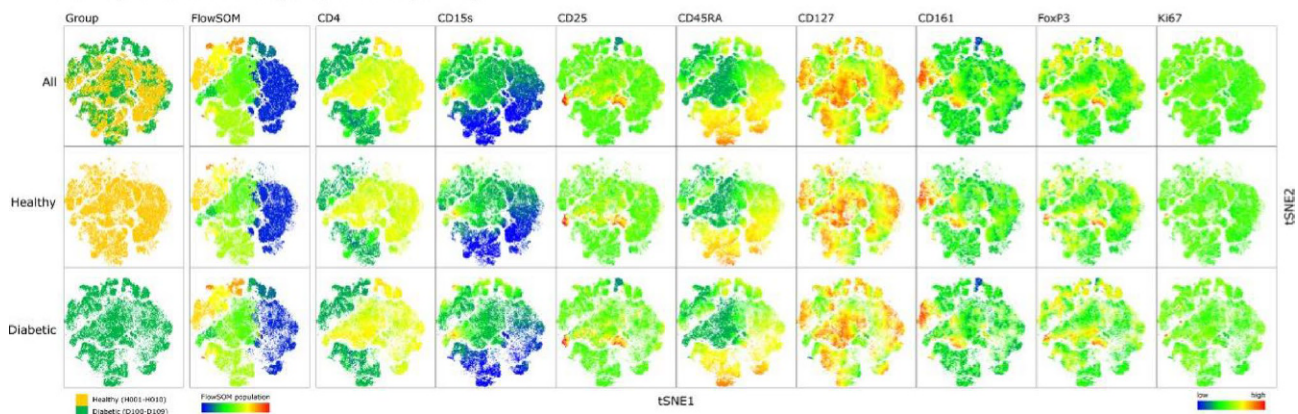 Group FlowSOM CD4 CD15s CD25 CD45RA CD127 CD161 FoxP3 Ki67
All
Healthy
tSNE2
Diabetic
Healthy (H001-H010)
Diabetic (D100-D109)
FlowSOM population
tSNE1
low high